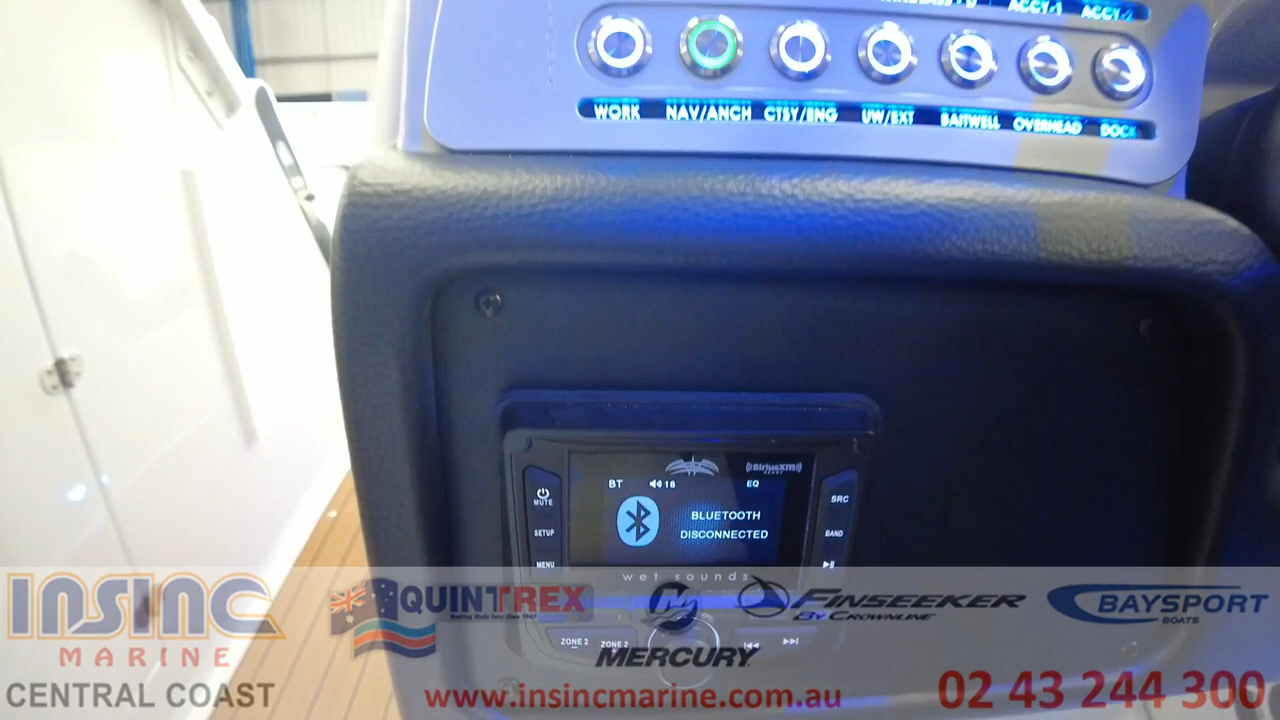 ACCY-1 ACCY-2
WORK NAV/ANCH CTSY/ENG UW/EXT BAITWELL OVERHEAD DOCK
SiriusXM
READY
BT 18 EQ
MUTE
SRC
BLUETOOTH
DISCONNECTED
SETUP
BAND
MENU
wet sounds
ZONE 2 ZONE 2
INSINC
MARINE
CENTRAL COAST
QUINTREX
MERCURY
FINSEEKER
BY CROWNLINE
BAYSPORT
BOATS
www.insincmarine.com.au
02 43 244 300